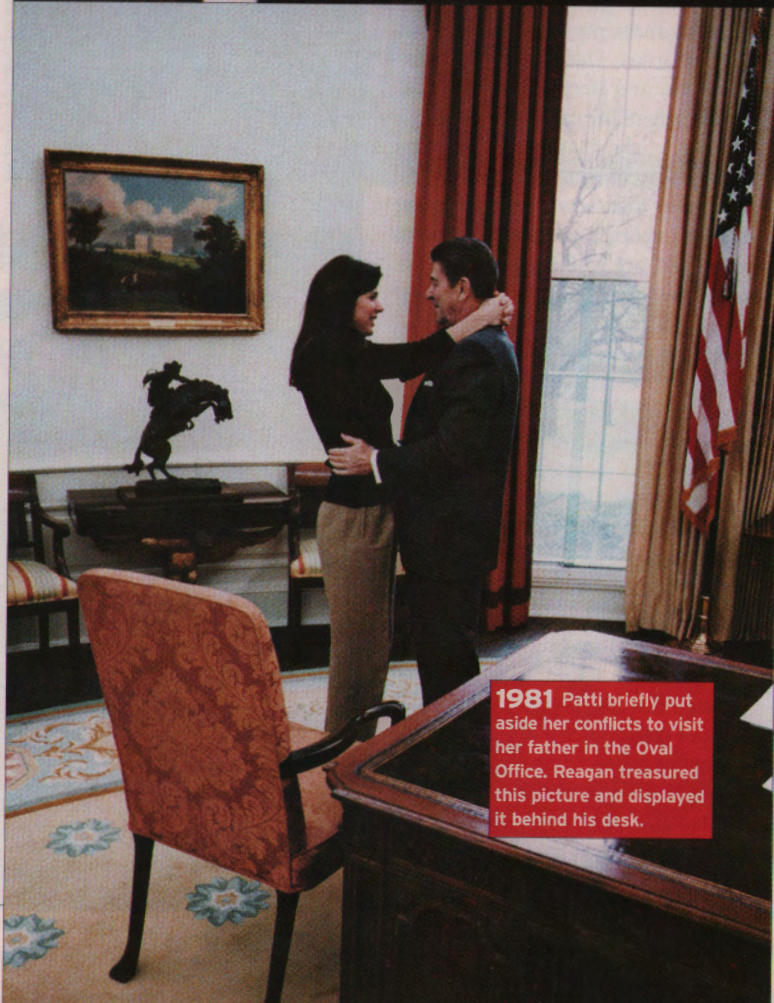 1981 Patti briefly put
aside her conflicts to visit
her father in the Oval
Office. Reagan treasured
this picture and displayed
it behind his desk.